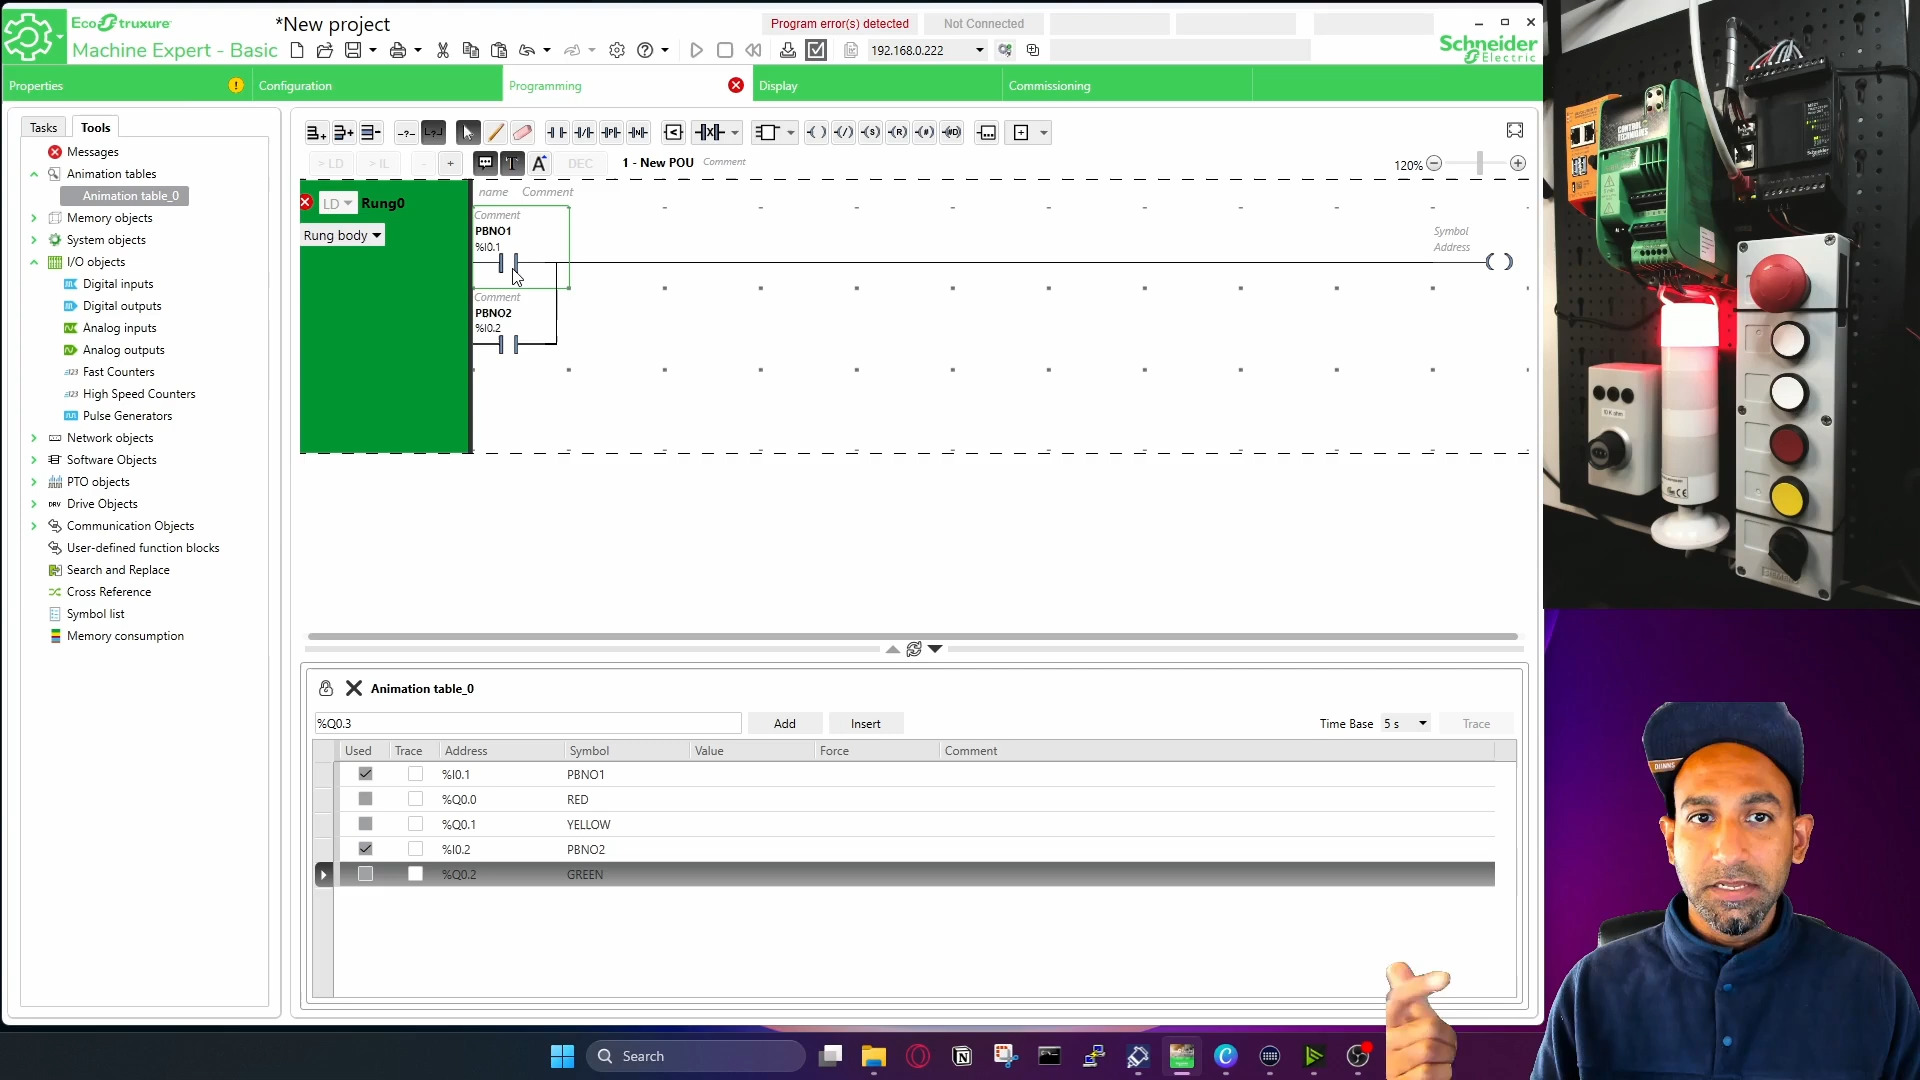 EcoStruxure
Machine Expert - Basic
*New project
Program error(s) detected
Not Connected
192.168.0.222
Schneider
Electric
Properties
Configuration
Programming
Display
Commissioning
Tasks
Tools
Messages
Animation tables
Animation table_0
Memory objects
System objects
I/O objects
Digital inputs
Digital outputs
Analog inputs
Analog outputs
Fast Counters
High Speed Counters
Pulse Generators
Network objects
Software Objects
PTO objects
Drive Objects
Communication Objects
User-defined function blocks
Search and Replace
Cross Reference
Symbol list
Memory consumption
> LD
> IL
DEC
1 - New POU
Comment
120%
name
Comment
LD
Rung0
Rung body
Comment
PBNO1
%I0.1
Symbol
Address
Comment
PBNO2
%I0.2
Animation table_0
%Q0.3
Add
Insert
Time Base
5 s
Trace
Used
Trace
Address
Symbol
Value
Force
Comment
%I0.1
PBNO1
%Q0.0
RED
%Q0.1
YELLOW
%I0.2
PBNO2
%Q0.2
GREEN
Search